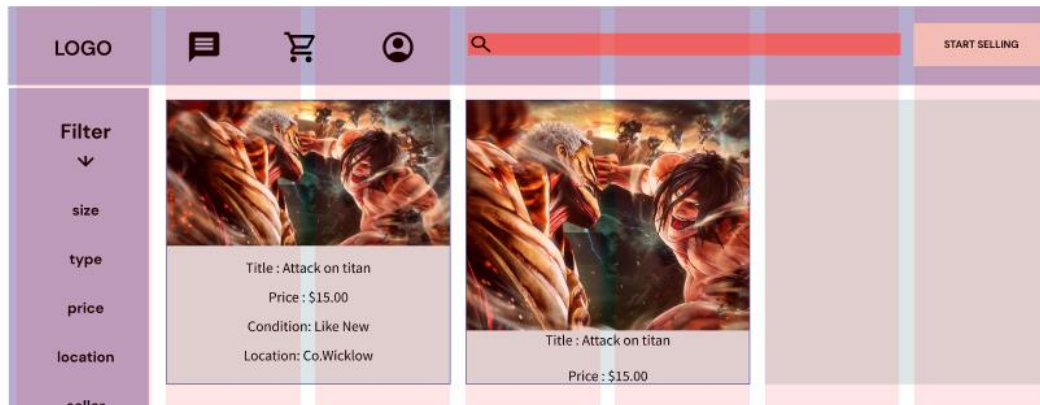 LOGO
START SELLING
Filter
size
type
price
location
seller
Title : Attack on titan
Price : $15.00
Condition: Like New
Location: Co.Wicklow
Title : Attack on titan
Price : $15.00